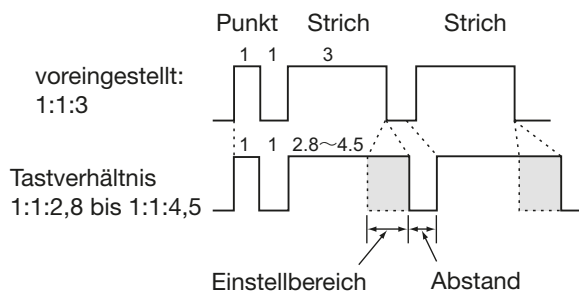 Punkt Strich Strich
1 1 3
voreingestellt:
1:1:3
1 1 2.8～4.5
Tastverhältnis
1:1:2,8 bis 1:1:4,5
Einstellbereich Abstand